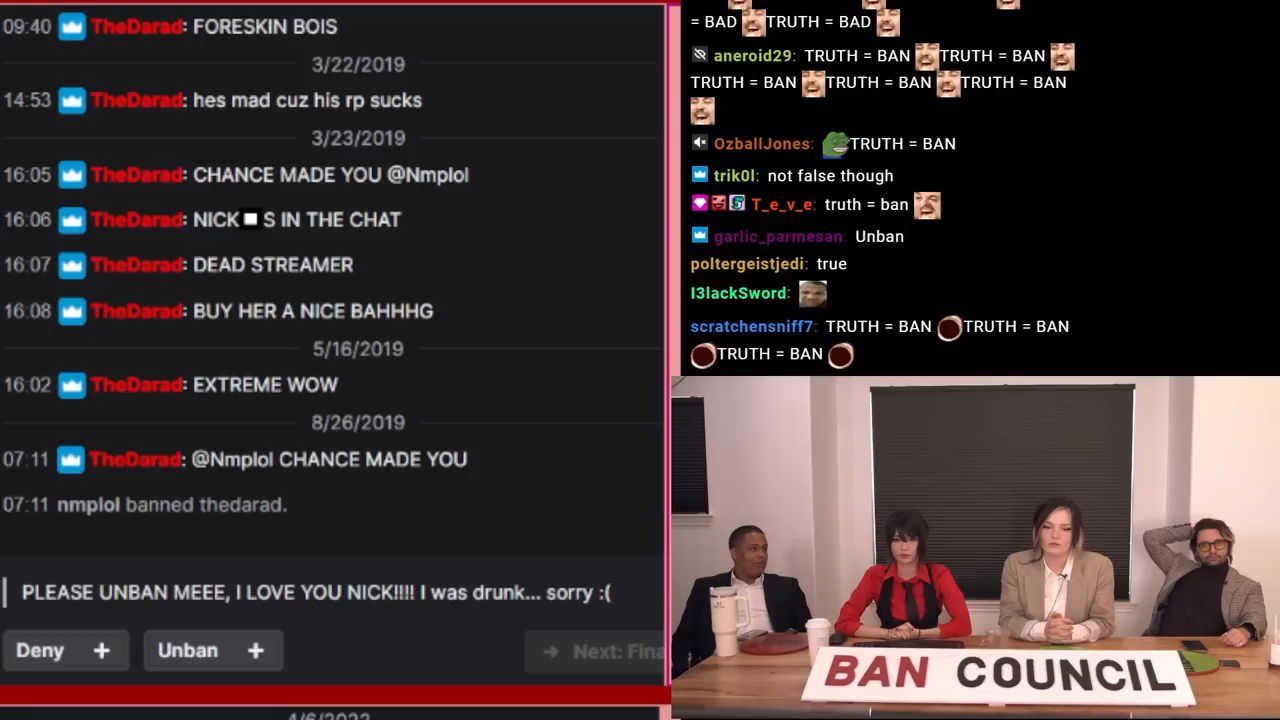 09:40 TheDarad: FORESKIN BOIS
3/22/2019
14:53 TheDarad: hes mad cuz his rp sucks
3/23/2019
16:05 TheDarad: CHANCE MADE YOU @Nmplol
16:06 TheDarad: NICK S IN THE CHAT
16:07 TheDarad: DEAD STREAMER
16:08 TheDarad: BUY HER A NICE BAHHHG
5/16/2019
16:02 TheDarad: EXTREME WOW
8/26/2019
07:11 TheDarad: @Nmplol CHANCE MADE YOU
07:11 nmplol banned thedarad.
PLEASE UNBAN MEEE, I LOVE YOU NICK!!!! I was drunk... sorry :(
Deny + Unban + → Next: Fina
4/6/2022
= BAD TRUTH = BAD
aneroid29: TRUTH = BAN TRUTH = BAN
TRUTH = BAN TRUTH = BAN TRUTH = BAN
OzballJones: TRUTH = BAN
trik0l: not false though
T_e_v_e: truth = ban
garlic_parmesan: Unban
poltergeistjedi: true
I3lackSword:
scratchensniff7: TRUTH = BAN TRUTH = BAN
TRUTH = BAN
BAN COUNCIL